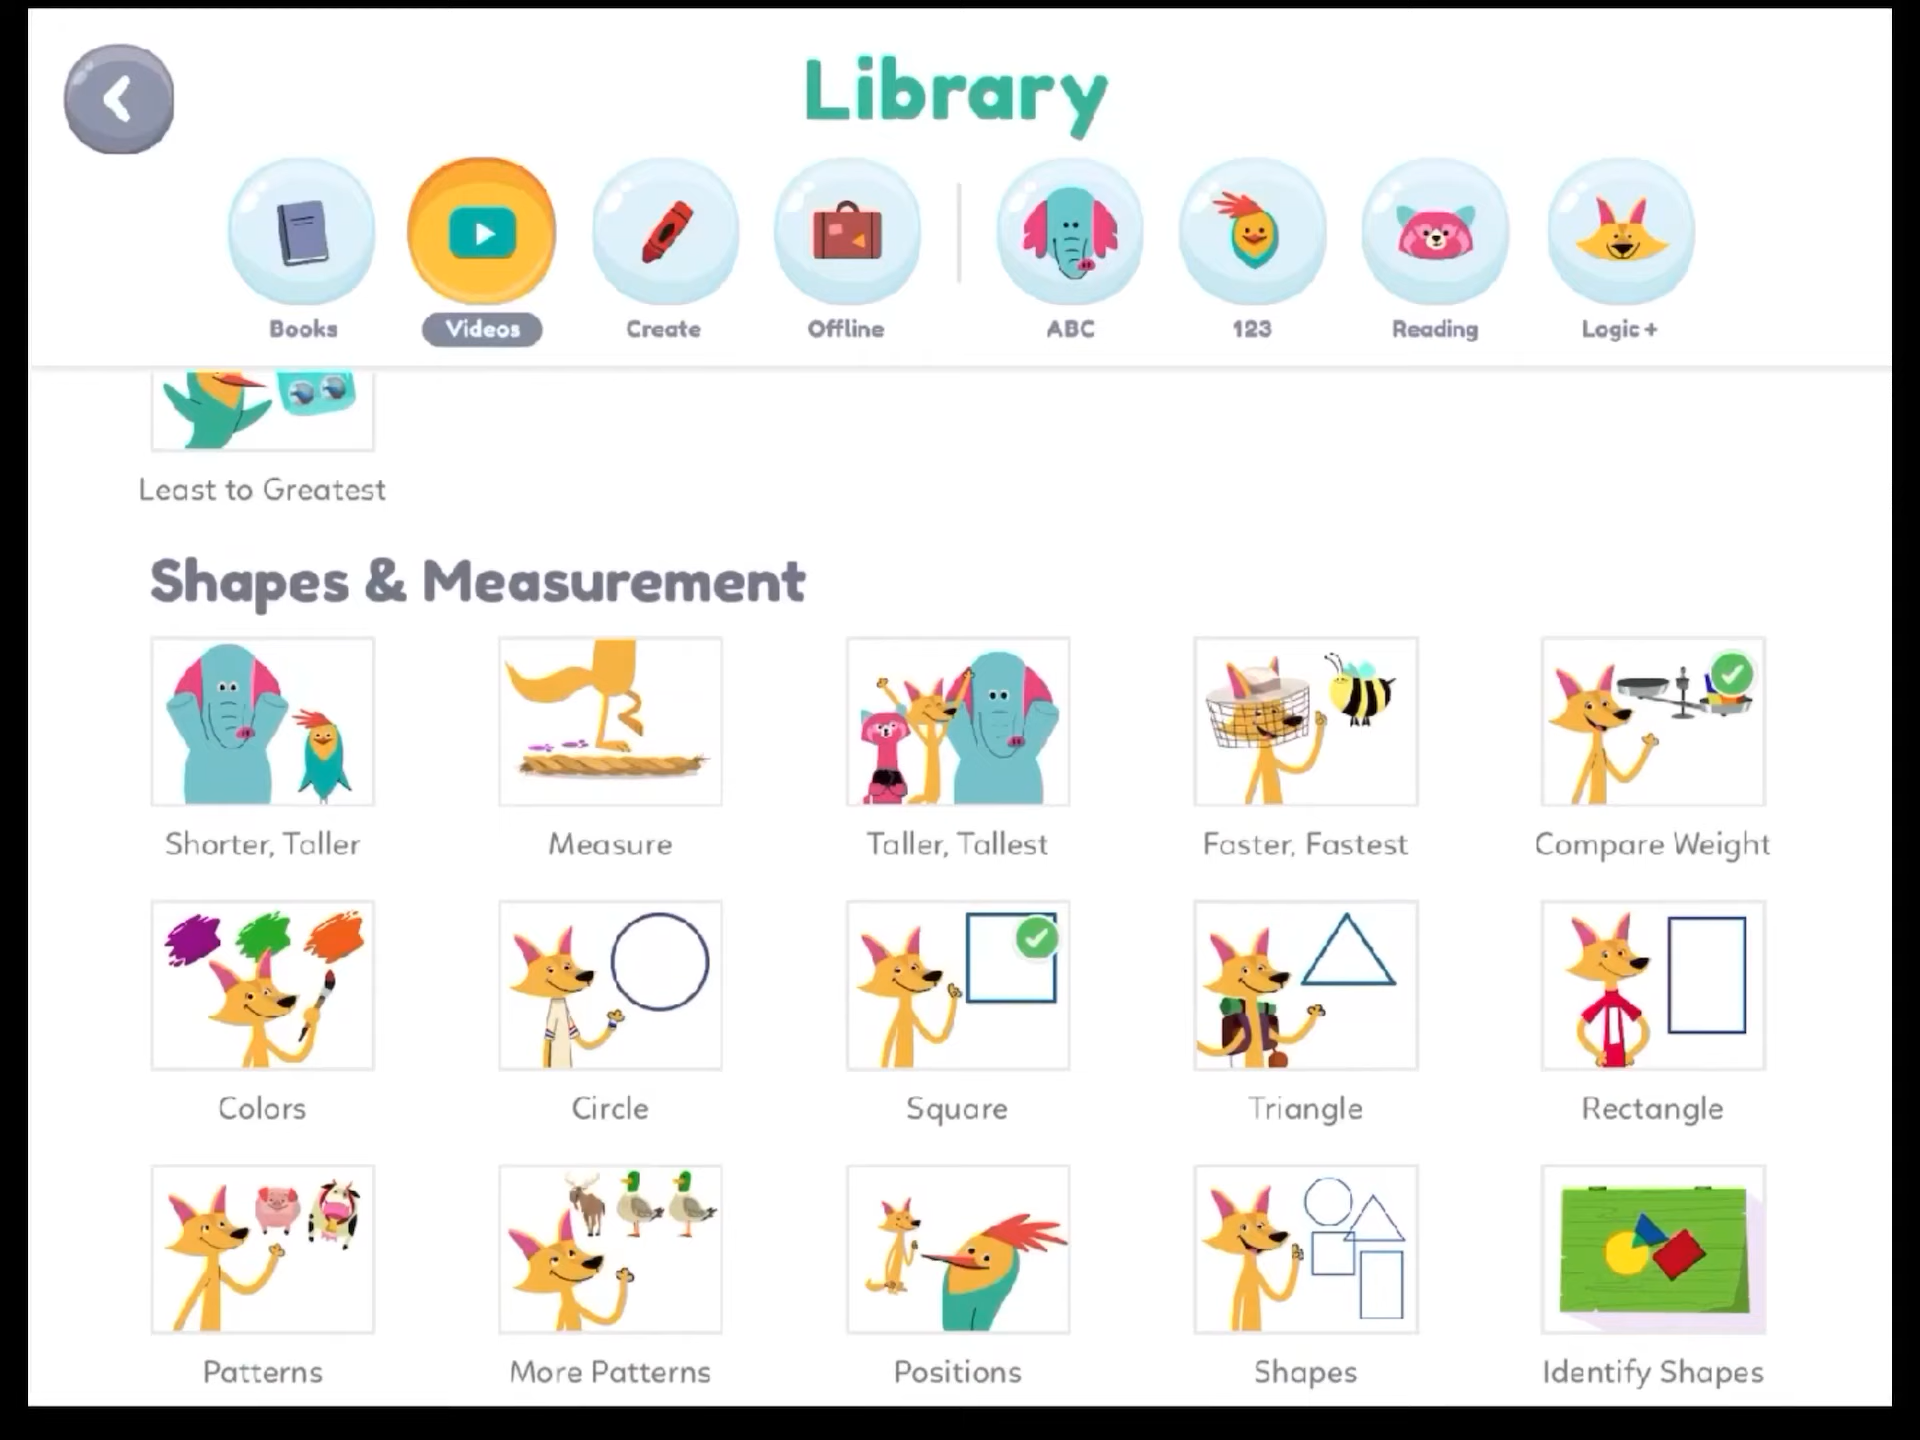 Library
Books
Videos
Create
Offline
ABC
123
Reading
Logic+
Least to Greatest
Shapes & Measurement
Shorter, Taller
Measure
Taller, Tallest
Faster, Fastest
Compare Weight
Colors
Circle
Square
Triangle
Rectangle
Patterns
More Patterns
Positions
Shapes
Identify Shapes